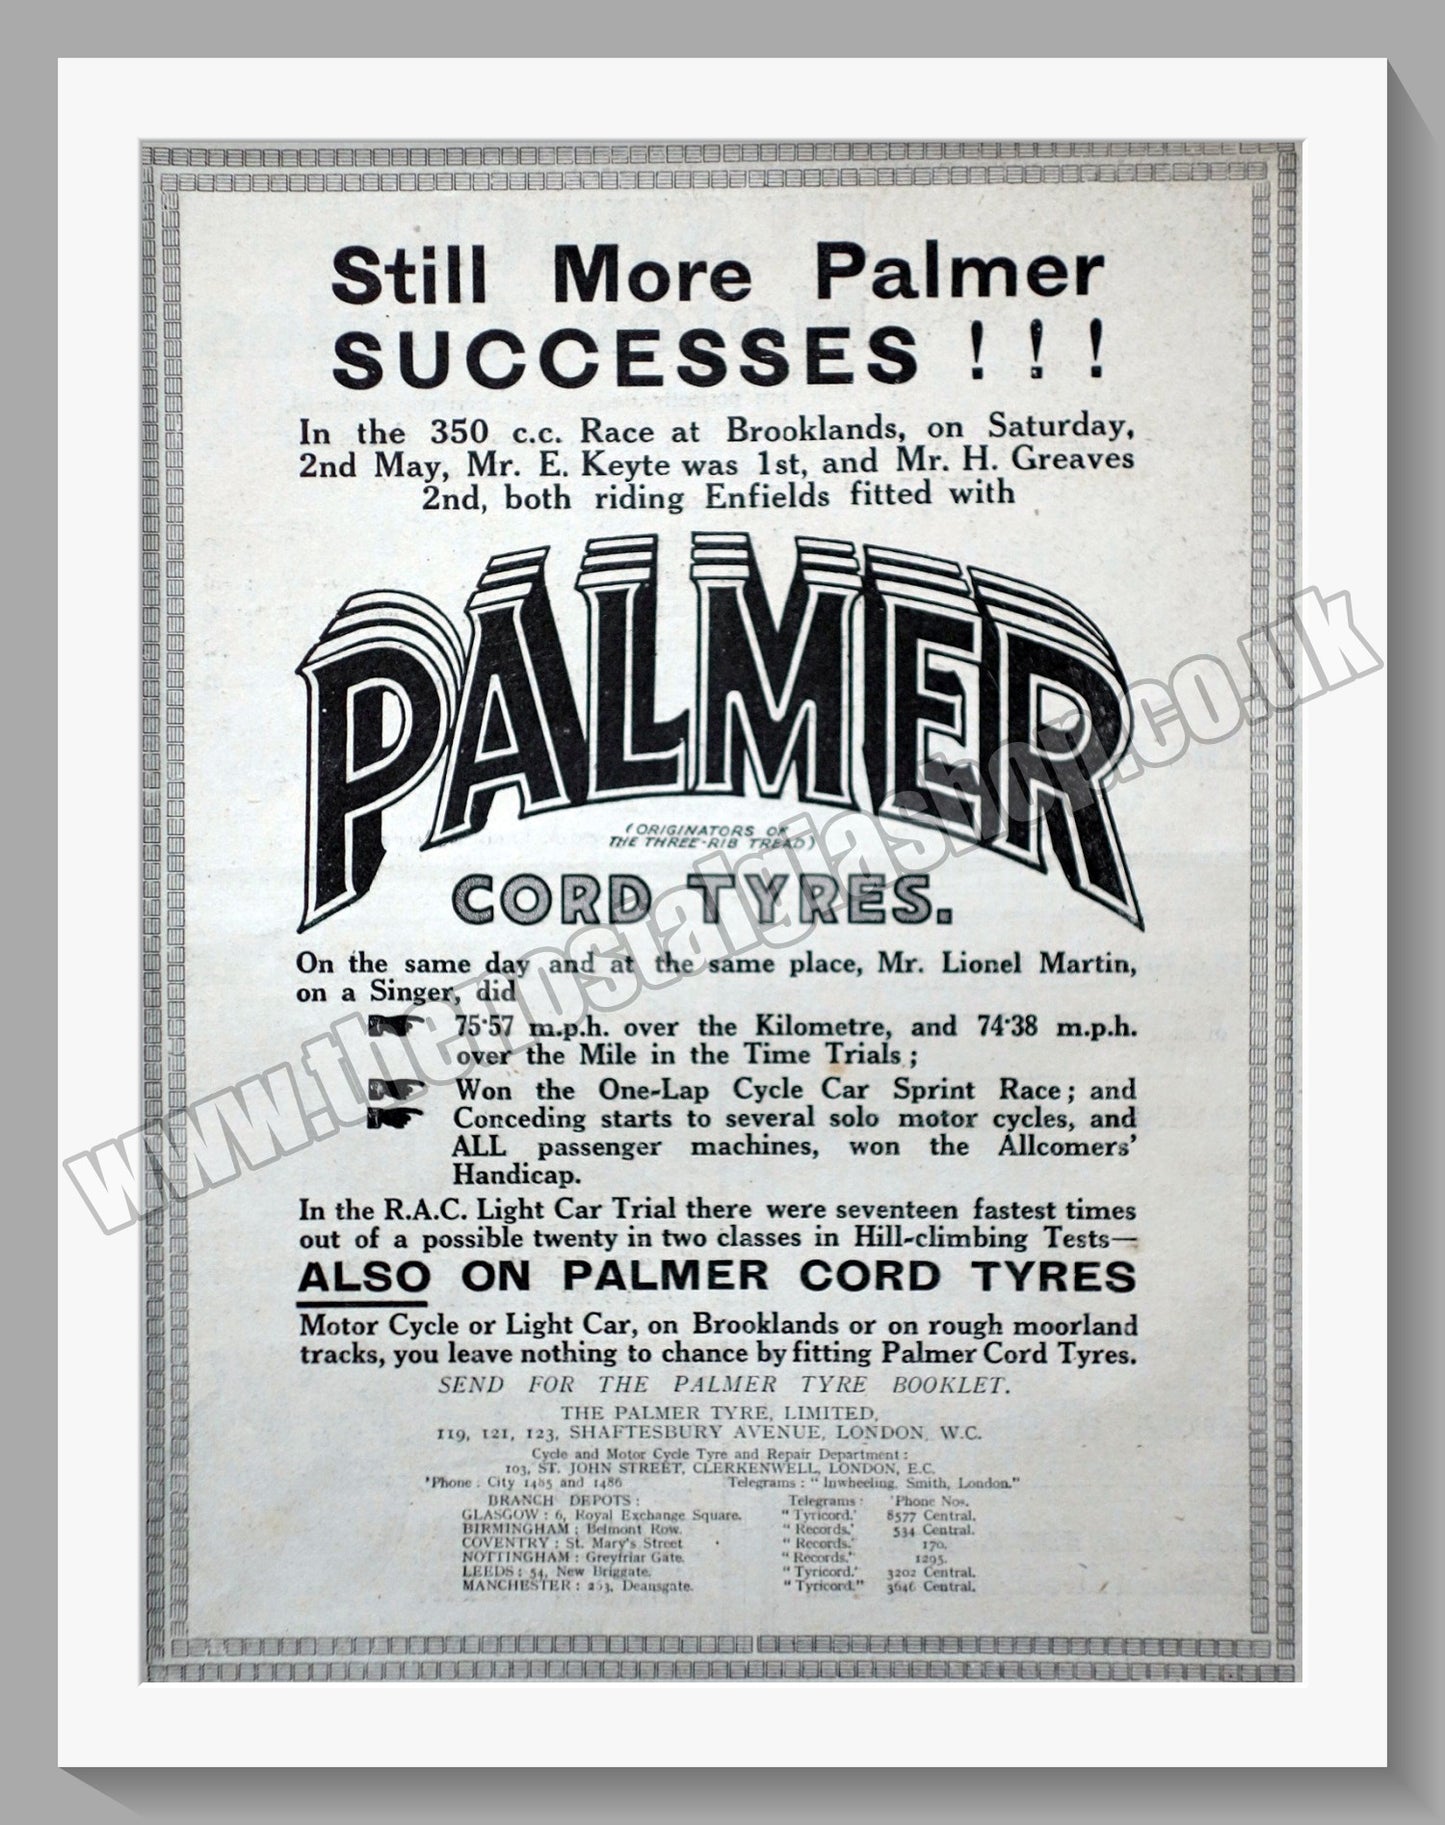 Still More Palmer
SUCCESSES ! ! !
In the 350 c.c. Race at Brooklands, on Saturday,
2nd May, Mr. E. Keyte was 1st, and Mr. H. Greaves
2nd, both riding Enfields fitted with
PALMER
(ORIGINATORS OF
THE THREE-RIB TREAD)
CORD TYRES.
On the same day and at the same place, Mr. Lionel Martin,
on a Singer, did
75·57 m.p.h. over the Kilometre, and 74·38 m.p.h.
over the Mile in the Time Trials ;
Won the One-Lap Cycle Car Sprint Race ; and
Conceding starts to several solo motor cycles, and
ALL passenger machines, won the Allcomers'
Handicap.
In the R.A.C. Light Car Trial there were seventeen fastest times
out of a possible twenty in two classes in Hill-climbing Tests—
ALSO ON PALMER CORD TYRES
Motor Cycle or Light Car, on Brooklands or on rough moorland
tracks, you leave nothing to chance by fitting Palmer Cord Tyres.
SEND FOR THE PALMER TYRE BOOKLET.
THE PALMER TYRE, LIMITED,
119, 121, 123, SHAFTESBURY AVENUE, LONDON, W.C.
Cycle and Motor Cycle Tyre and Repair Department :
103, ST. JOHN STREET, CLERKENWELL, LONDON, E.C.
'Phone : City 1485 and 1486 Telegrams : " Inwheeling, Smith, London."
BRANCH DEPOTS : Telegrams : 'Phone Nos.
GLASGOW : 6, Royal Exchange Square. " Tyricord." 8577 Central.
BIRMINGHAM : Belmont Row. " Records." 534 Central.
COVENTRY : St. Mary's Street " Records." 170.
NOTTINGHAM : Greyfriar Gate. " Records." 1295.
LEEDS : 54, New Briggate. " Tyricord." 3202 Central.
MANCHESTER : 263, Deansgate. " Tyricord." 3646 Central.
www.thenostalgiashop.co.uk